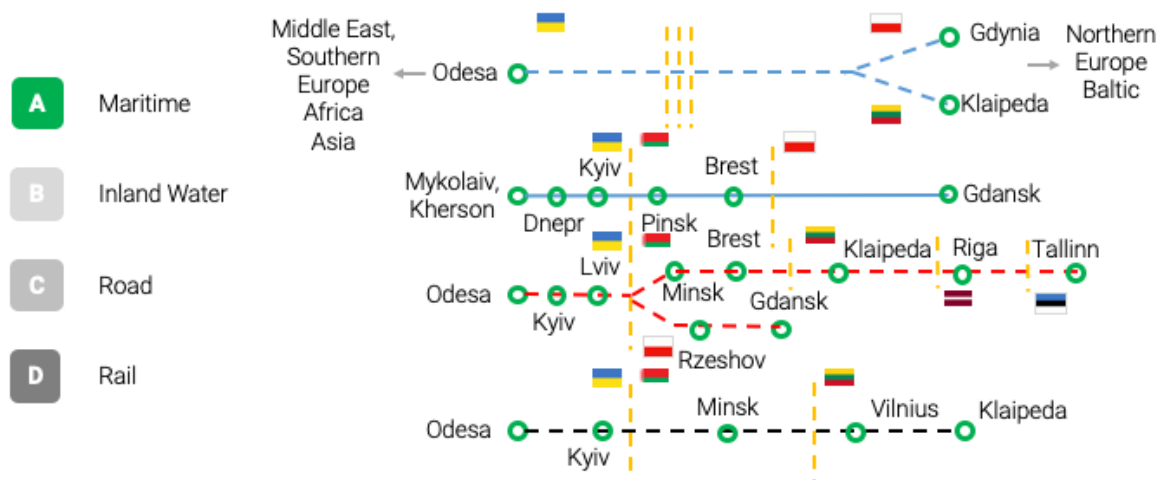 Middle East,
Southern
Europe
Africa
Asia
Odesa
Gdynia
Klaipeda
Northern
Europe
Baltic
A Maritime
B Inland Water
Mykolaiv,
Kherson
Dnepr
Kyiv
Pinsk
Brest
Gdansk
C Road
Odesa
Kyiv
Lviv
Minsk
Brest
Klaipeda
Riga
Tallinn
Rzeshov
Gdansk
D Rail
Odesa
Kyiv
Minsk
Vilnius
Klaipeda